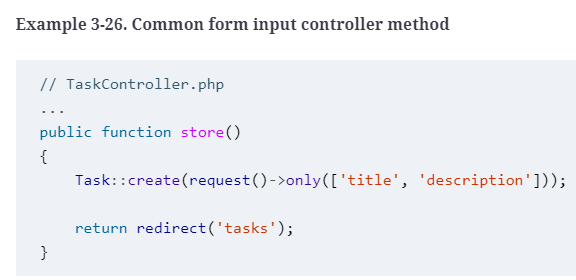 Example 3-26. Common form input controller method
// TaskController.php
...
public function store()
{
    Task::create(request()->only(['title', 'description']));
    return redirect('tasks');
}